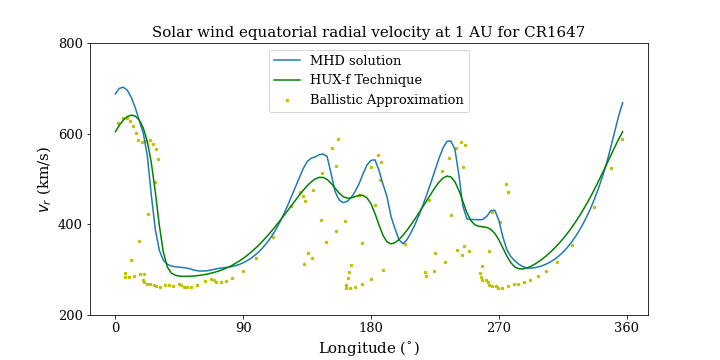 Solar wind equatorial radial velocity at 1 AU for CR1647
800
MHD solution
HUX-f Technique
Ballistic Approximation
600
400
200
v_r (km/s)
0 90 180 270 360
Longitude (°)